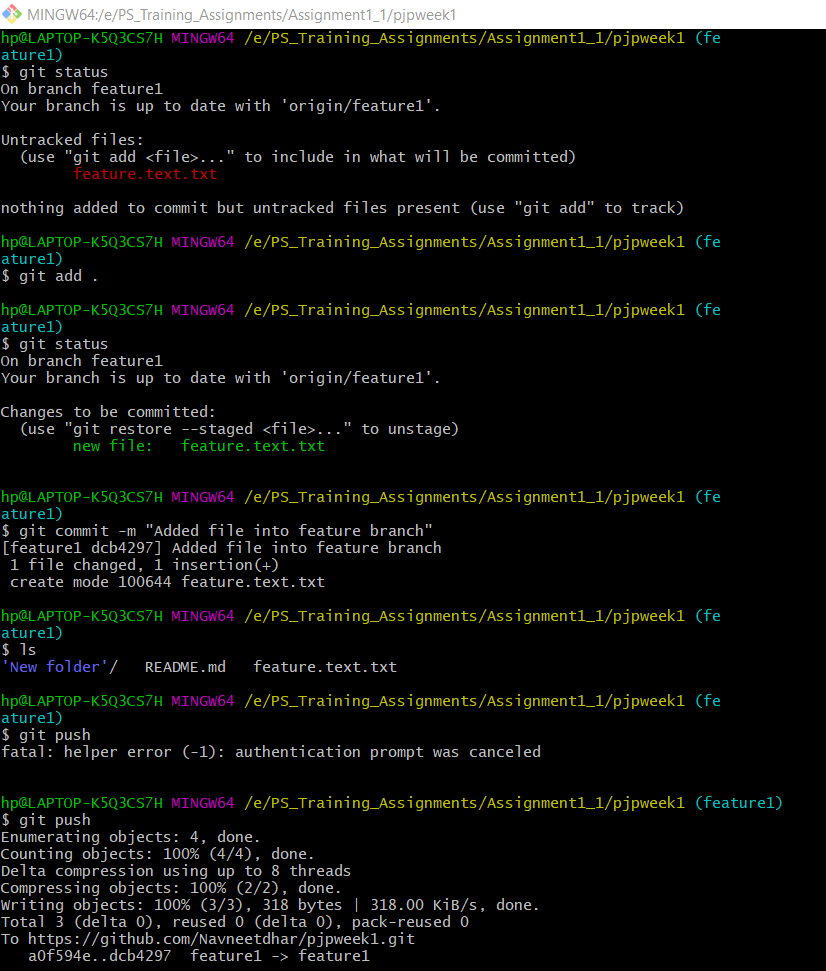 MINGW64:/e/PS_Training_Assignments/Assignment1_1/pjpweek1
hp@LAPTOP-K5Q3CS7H MINGW64 /e/PS_Training_Assignments/Assignment1_1/pjpweek1 (fe
ature1)
$ git status
On branch feature1
Your branch is up to date with 'origin/feature1'.
Untracked files:
  (use "git add <file>..." to include in what will be committed)
        feature.text.txt
nothing added to commit but untracked files present (use "git add" to track)
hp@LAPTOP-K5Q3CS7H MINGW64 /e/PS_Training_Assignments/Assignment1_1/pjpweek1 (fe
ature1)
$ git add .
hp@LAPTOP-K5Q3CS7H MINGW64 /e/PS_Training_Assignments/Assignment1_1/pjpweek1 (fe
ature1)
$ git status
On branch feature1
Your branch is up to date with 'origin/feature1'.
Changes to be committed:
  (use "git restore --staged <file>..." to unstage)
        new file:   feature.text.txt
hp@LAPTOP-K5Q3CS7H MINGW64 /e/PS_Training_Assignments/Assignment1_1/pjpweek1 (fe
ature1)
$ git commit -m "Added file into feature branch"
[feature1 dcb4297] Added file into feature branch
 1 file changed, 1 insertion(+)
 create mode 100644 feature.text.txt
hp@LAPTOP-K5Q3CS7H MINGW64 /e/PS_Training_Assignments/Assignment1_1/pjpweek1 (fe
ature1)
$ ls
'New folder'/   README.md   feature.text.txt
hp@LAPTOP-K5Q3CS7H MINGW64 /e/PS_Training_Assignments/Assignment1_1/pjpweek1 (fe
ature1)
$ git push
fatal: helper error (-1): authentication prompt was canceled
hp@LAPTOP-K5Q3CS7H MINGW64 /e/PS_Training_Assignments/Assignment1_1/pjpweek1 (feature1)
$ git push
Enumerating objects: 4, done.
Counting objects: 100% (4/4), done.
Delta compression using up to 8 threads
Compressing objects: 100% (2/2), done.
Writing objects: 100% (3/3), 318 bytes | 318.00 KiB/s, done.
Total 3 (delta 0), reused 0 (delta 0), pack-reused 0
To https://github.com/Navneetdhar/pjpweek1.git
   a0f594e..dcb4297  feature1 -> feature1